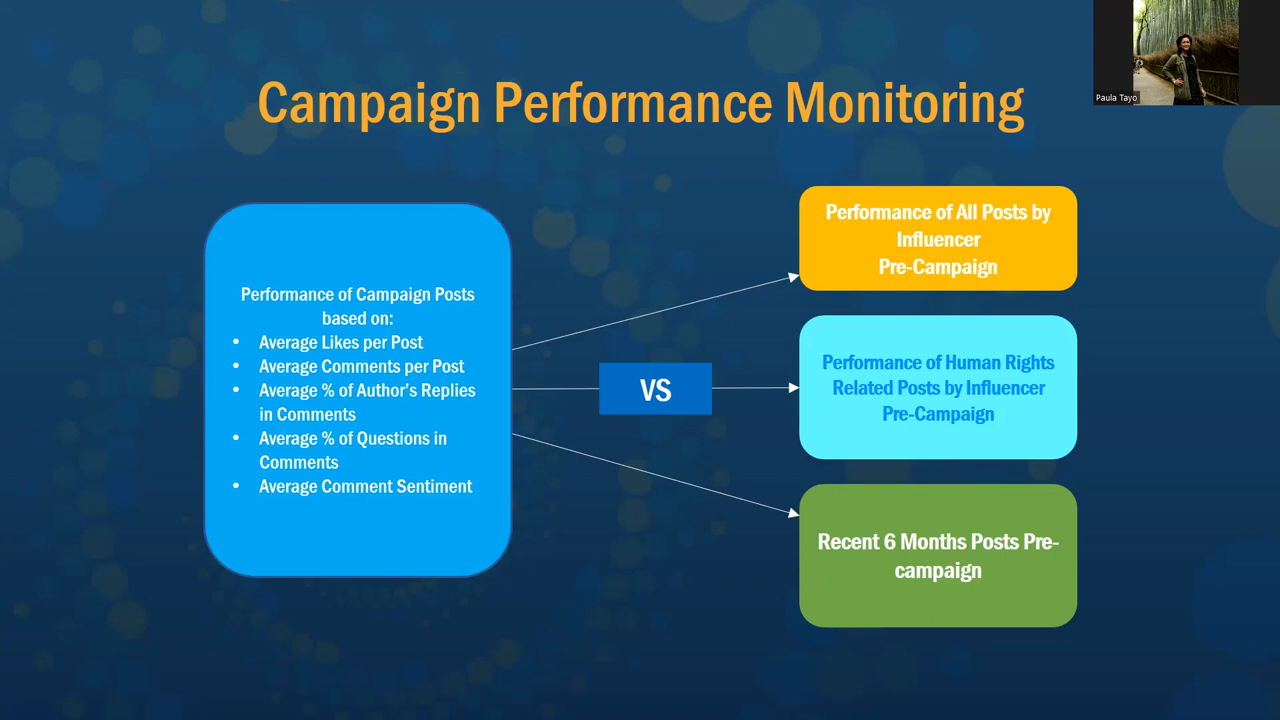 Campaign Performance Monitoring
Paula Tayo
Performance of Campaign Posts
based on:
• Average Likes per Post
• Average Comments per Post
• Average % of Author's Replies
in Comments
• Average % of Questions in
Comments
• Average Comment Sentiment
VS
Performance of All Posts by
Influencer
Pre-Campaign
Performance of Human Rights
Related Posts by Influencer
Pre-Campaign
Recent 6 Months Posts Pre-
campaign